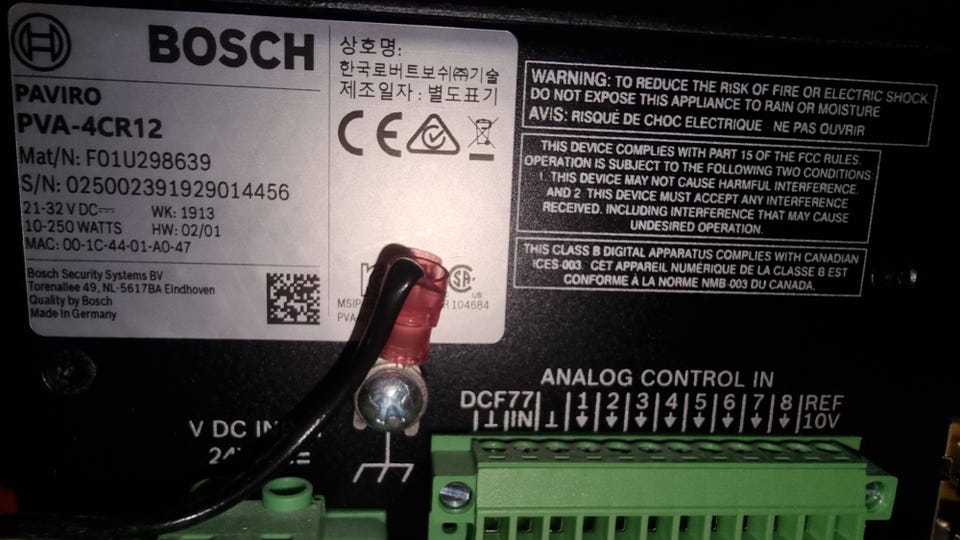 BOSCH
PAVIRO
PVA-4CR12
Mat/N: F01U298639
S/N: 025002391929014456
21-32 V DC WK: 1913
10-250 WATTS HW: 02/01
MAC: 00-1C-44-01-A0-47
Bosch Security Systems BV
Torenallee 49, NL-5617BA Eindhoven
Quality by Bosch
Made in Germany
상호명:
한국로버트보쉬㈜기술
제조일자 : 별도표기
CE
MSIP
R 104684
PVA
WARNING: TO REDUCE THE RISK OF FIRE OR ELECTRIC SHOCK
DO NOT EXPOSE THIS APPLIANCE TO RAIN OR MOISTURE
AVIS: RISQUE DE CHOC ELECTRIQUE NE PAS OUVRIR
THIS DEVICE COMPLIES WITH PART 15 OF THE FCC RULES.
OPERATION IS SUBJECT TO THE FOLLOWING TWO CONDITIONS
1. THIS DEVICE MAY NOT CAUSE HARMFUL INTERFERENCE.
AND 2 THIS DEVICE MUST ACCEPT ANY INTERFERENCE
RECEIVED. INCLUDING INTERFERENCE THAT MAY CAUSE
UNDESIRED OPERATION.
THIS CLASS B DIGITAL APPARATUS COMPLIES WITH CANADIAN
ICES-003 CET APPAREIL NUMERIQUE DE LA CLASSE B EST
CONFORME À LA NORME NMB-003 DU CANADA.
ANALOG CONTROL IN
DCF77 1 2 3 4 5 6 7 8 REF
IN 10V
V DC IN
24